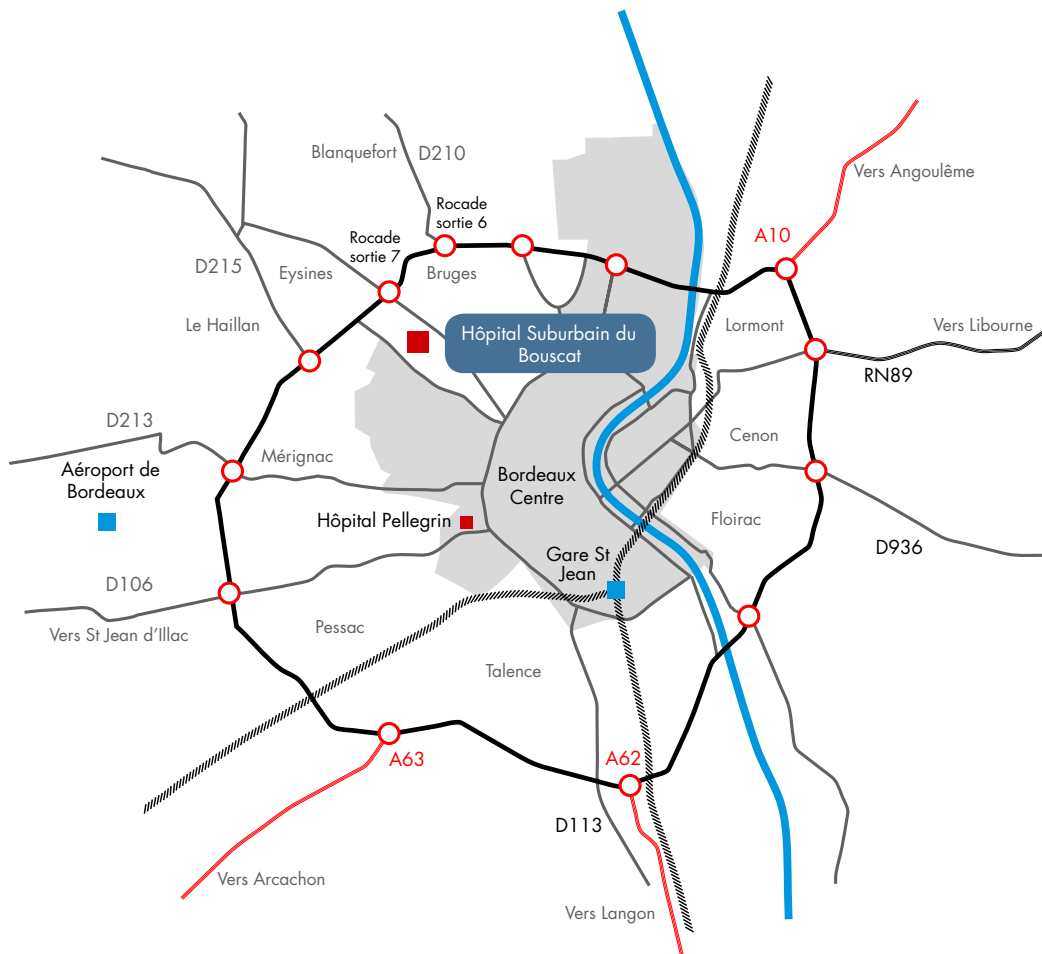 Blanquefort
D210
Vers Angoulême
Rocade
sortie 6
A10
Rocade
sortie 7
D215
Eysines
Bruges
Le Haillan
Hôpital Suburbain du
Bouscat
Lormont
Vers Libourne
RN89
D213
Mérignac
Cenon
Aéroport de
Bordeaux
Bordeaux
Centre
Hôpital Pellegrin
Floirac
D936
Gare St
Jean
D106
Vers St Jean d’Illac
Pessac
Talence
A63
A62
D113
Vers Arcachon
Vers Langon